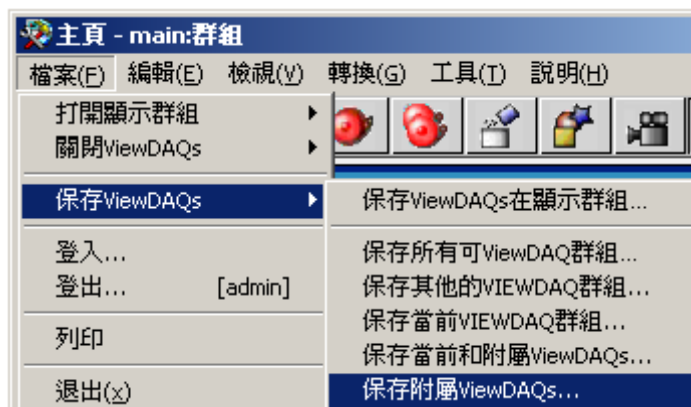 主頁 - main:群組
檔案(F) 編輯(E) 檢視(V) 轉換(G) 工具(T) 說明(H)
打開顯示群組
關閉ViewDAQs
保存ViewDAQs
登入...
登出... [admin]
列印
退出(x)
保存ViewDAQs在顯示群組...
保存所有可ViewDAQ群組...
保存其他的VIEWDAQ群組...
保存當前VIEWDAQ群組...
保存當前和附屬ViewDAQs...
保存附屬ViewDAQs...